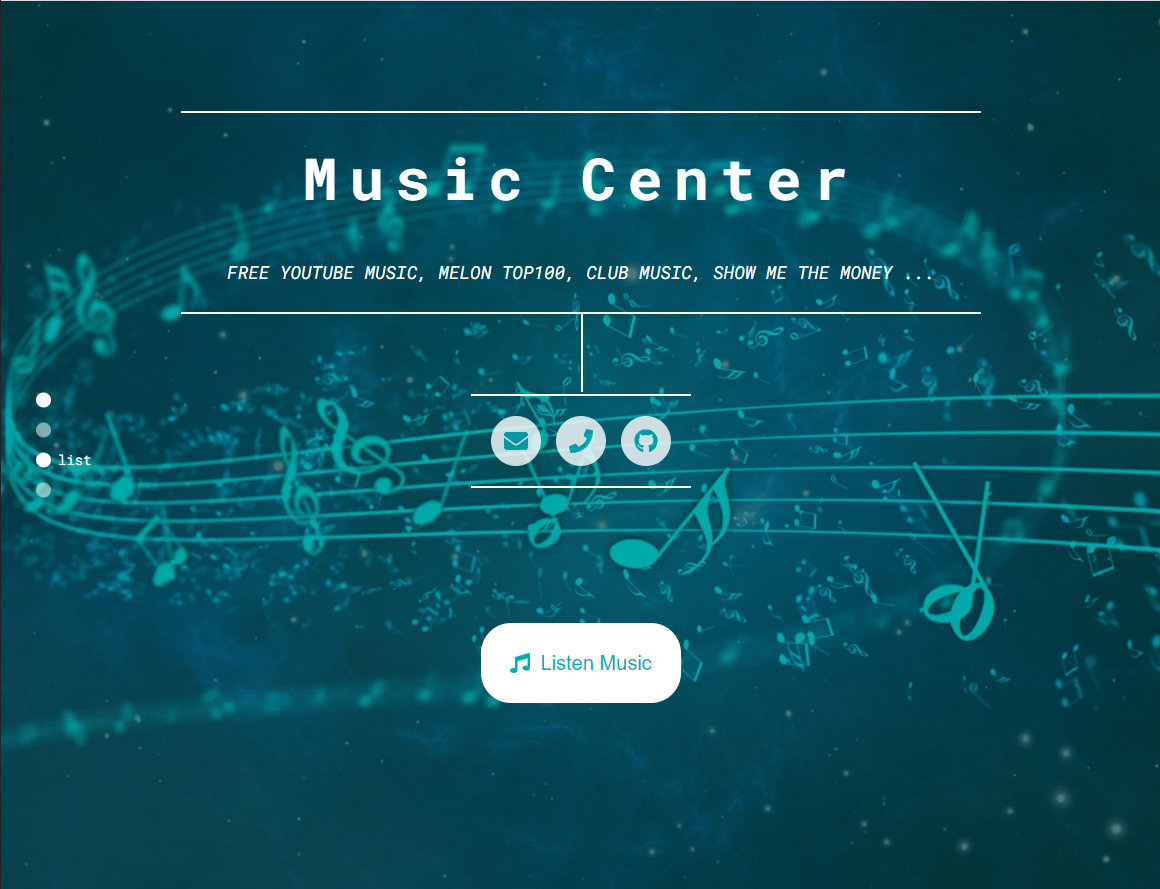 Music Center
FREE YOUTUBE MUSIC, MELON TOP100, CLUB MUSIC, SHOW ME THE MONEY ...
list
Listen Music